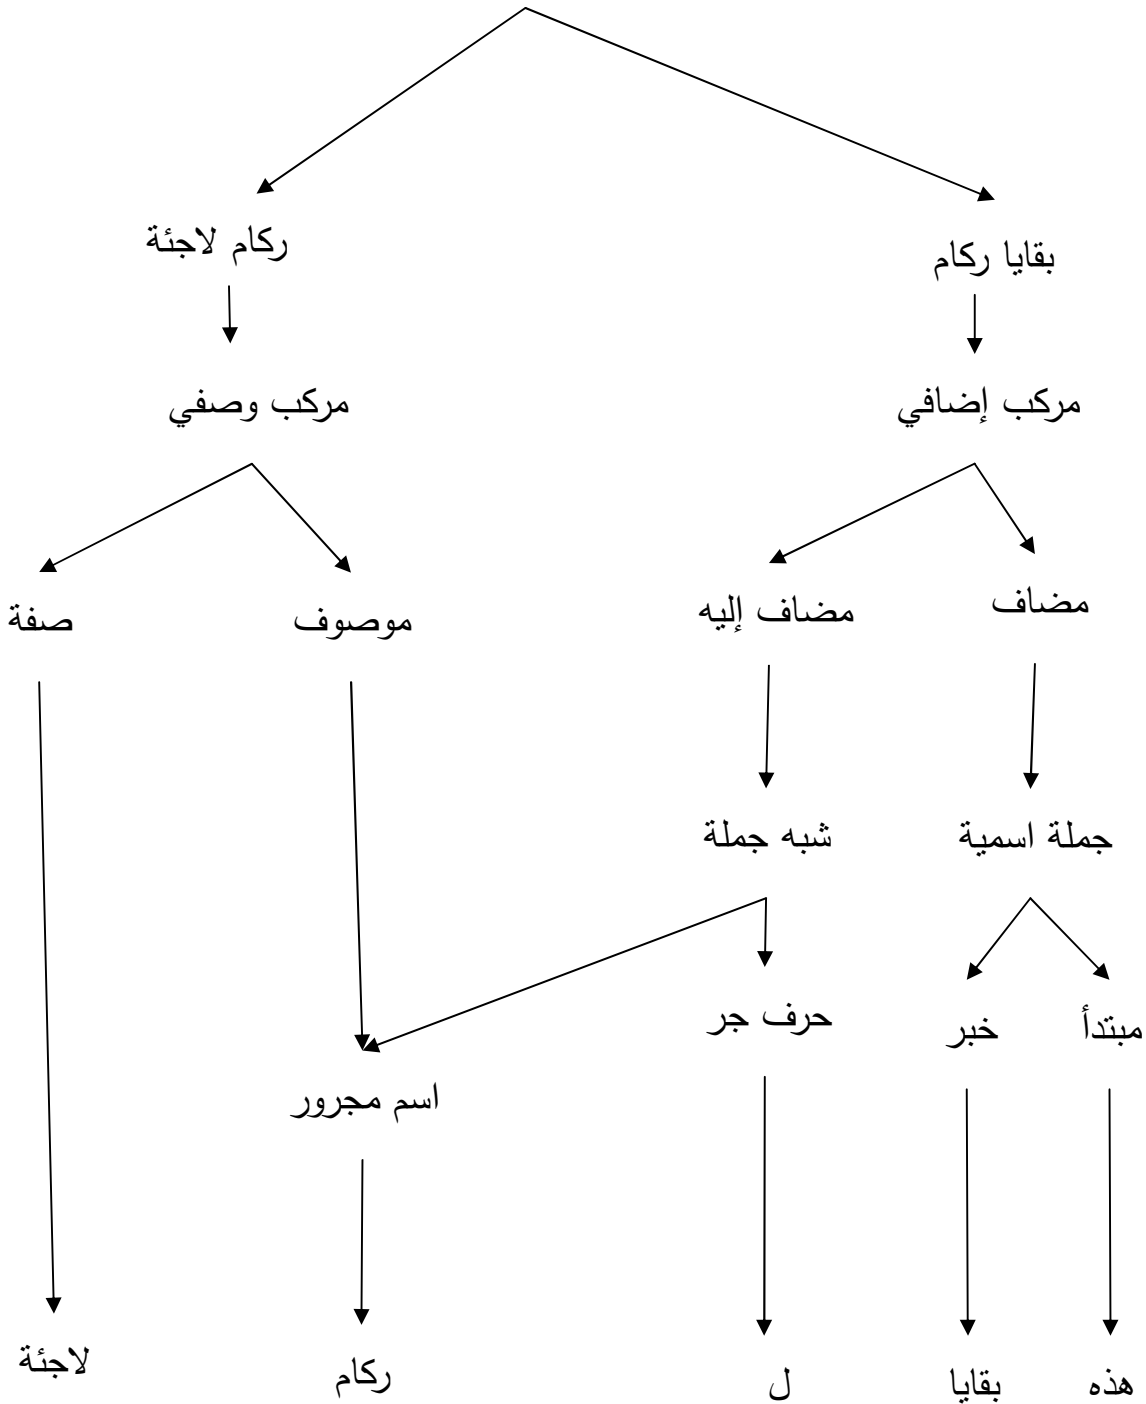 بقايا ركام
ركام لاجئة
مركب إضافي
مركب وصفي
مضاف
مضاف إليه
موصوف
صفة
جملة اسمية
شبه جملة
مبتدأ
خبر
حرف جر
اسم مجرور
هذه
بقايا
ل
ركام
لاجئة